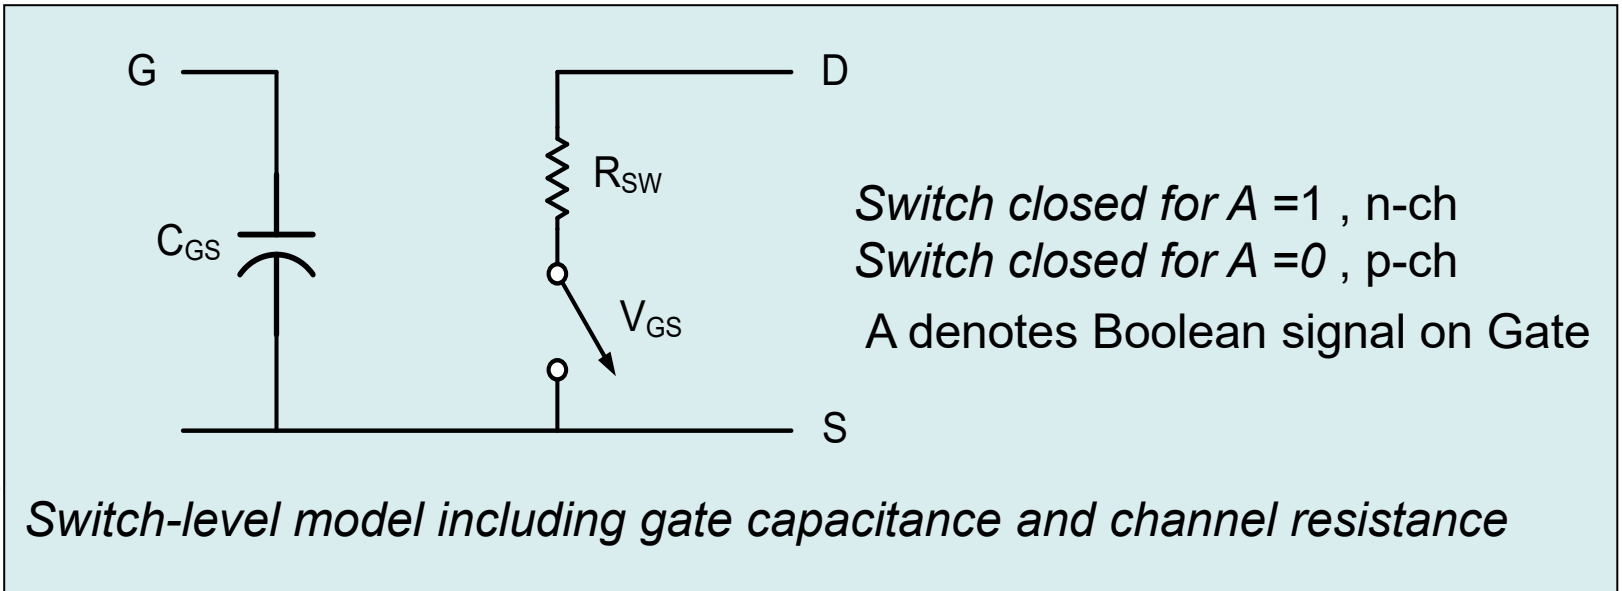 G
D
R_SW
Switch closed for A =1 , n-ch
C_GS
Switch closed for A =0 , p-ch
V_GS
A denotes Boolean signal on Gate
S
Switch-level model including gate capacitance and channel resistance